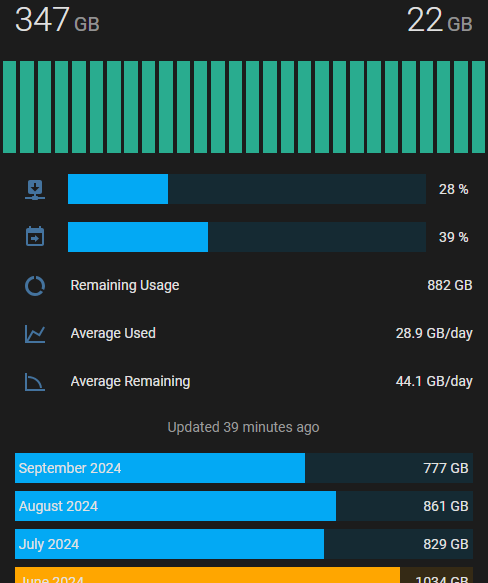 347 GB 22 GB
28 %
39 %
Remaining Usage 882 GB
Average Used 28.9 GB/day
Average Remaining 44.1 GB/day
Updated 39 minutes ago
September 2024 777 GB
August 2024 861 GB
July 2024 829 GB
June 2024 1034 GB